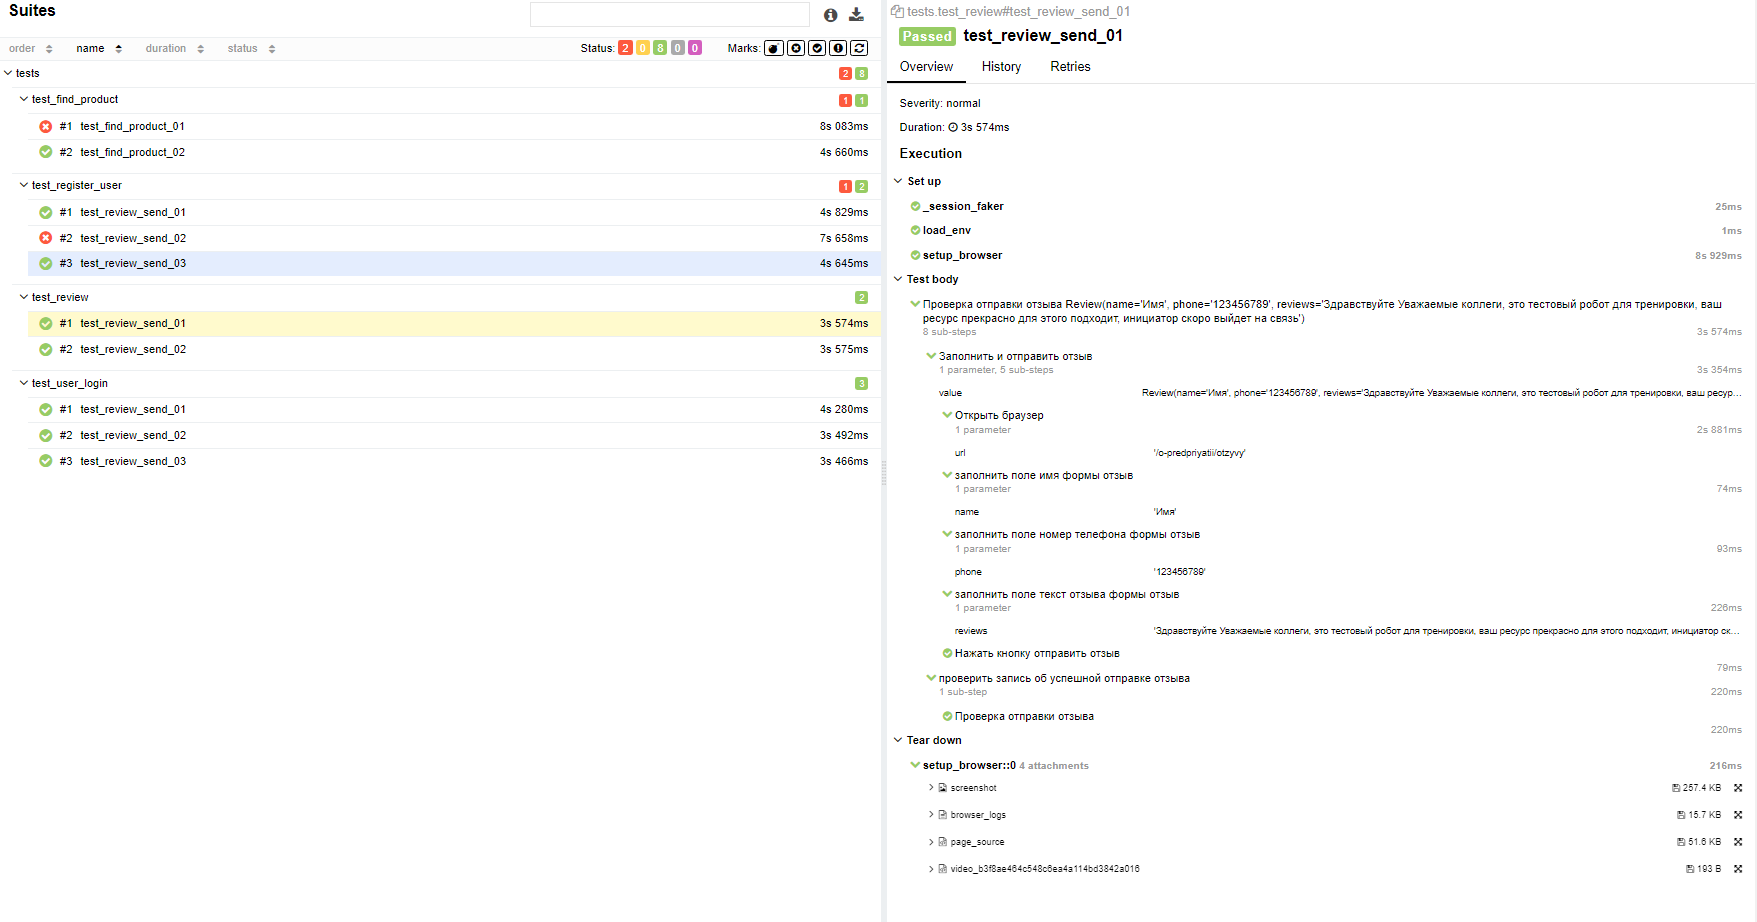 Suites
order name duration status Status: 2 0 8 0 0 Marks:
tests 2 8
test_find_product 1 1
#1 test_find_product_01 8s 083ms
#2 test_find_product_02 4s 660ms
test_register_user 1 2
#1 test_review_send_01 4s 829ms
#2 test_review_send_02 7s 658ms
#3 test_review_send_03 4s 645ms
test_review 2
#1 test_review_send_01 3s 574ms
#2 test_review_send_02 3s 575ms
test_user_login 3
#1 test_review_send_01 4s 280ms
#2 test_review_send_02 3s 492ms
#3 test_review_send_03 3s 466ms
tests.test_review#test_review_send_01
Passed test_review_send_01
Overview History Retries
Severity: normal
Duration: 3s 574ms
Execution
Set up
_session_faker 25ms
load_env 1ms
setup_browser 8s 929ms
Test body
Проверка отправки отзыва Review(name='Имя', phone='123456789', reviews='Здравствуйте Уважаемые коллеги, это тестовый робот для тренировки, ваш
ресурс прекрасно для этого подходит, инициатор скоро выйдет на связь')
8 sub-steps 3s 574ms
Заполнить и отправить отзыв
1 parameter, 5 sub-steps 3s 354ms
value Review(name='Имя', phone='123456789', reviews='Здравствуйте Уважаемые коллеги, это тестовый робот для тренировки, ваш ресур...
Открыть браузер
1 parameter 2s 881ms
url '/o-predpriyatii/otzyvy'
заполнить поле имя формы отзыв
1 parameter 74ms
name 'Имя'
заполнить поле номер телефона формы отзыв
1 parameter 93ms
phone '123456789'
заполнить поле текст отзыва формы отзыв
1 parameter 226ms
reviews 'Здравствуйте Уважаемые коллеги, это тестовый робот для тренировки, ваш ресурс прекрасно для этого подходит, инициатор ск...
Нажать кнопку отправить отзыв
79ms
проверить запись об успешной отправке отзыва
1 sub-step 220ms
Проверка отправки отзыва
220ms
Tear down
setup_browser::0 4 attachments 216ms
screenshot 257.4 KB
browser_logs 15.7 KB
page_source 51.6 KB
video_b3f8ae464c548c6ea4a114bd3842a016 193 B